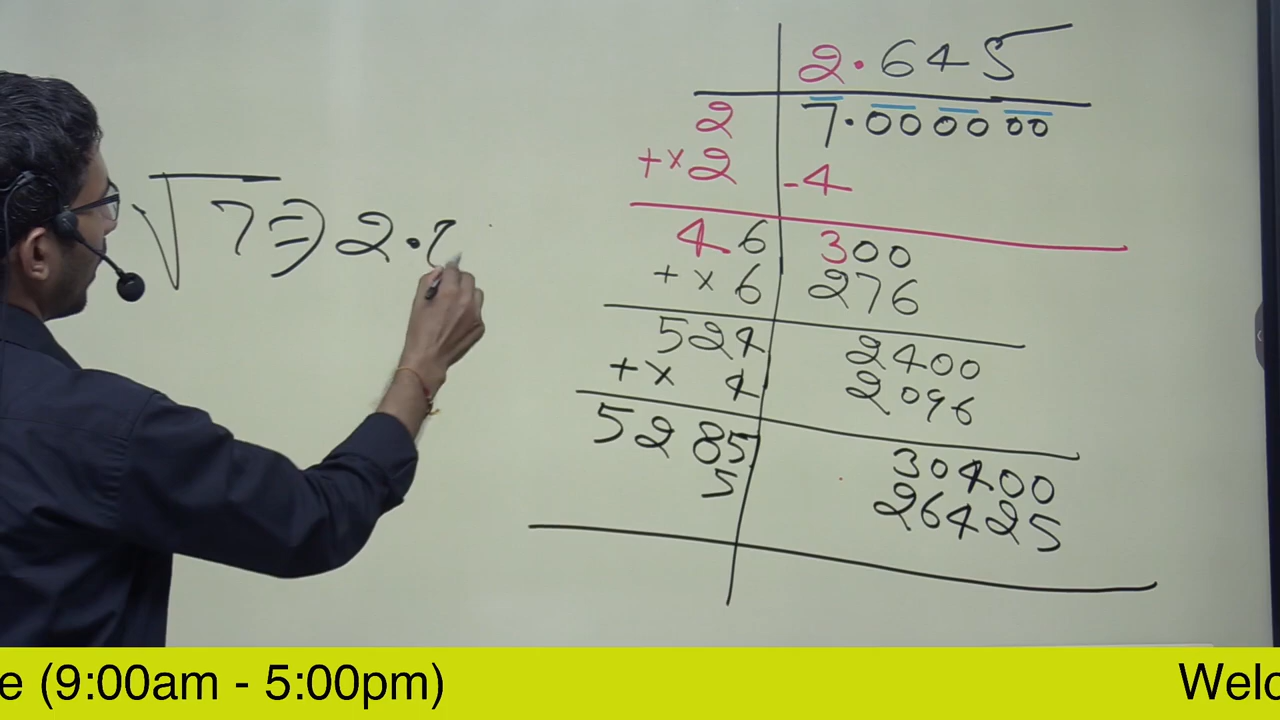 √7 ⇒ 2.
2.645
2 7.000000
+×2 -4
46 300
+×6 276
524 2400
+× 4 2096
5285 30400
5 26425
e (9:00am - 5:00pm) Welc